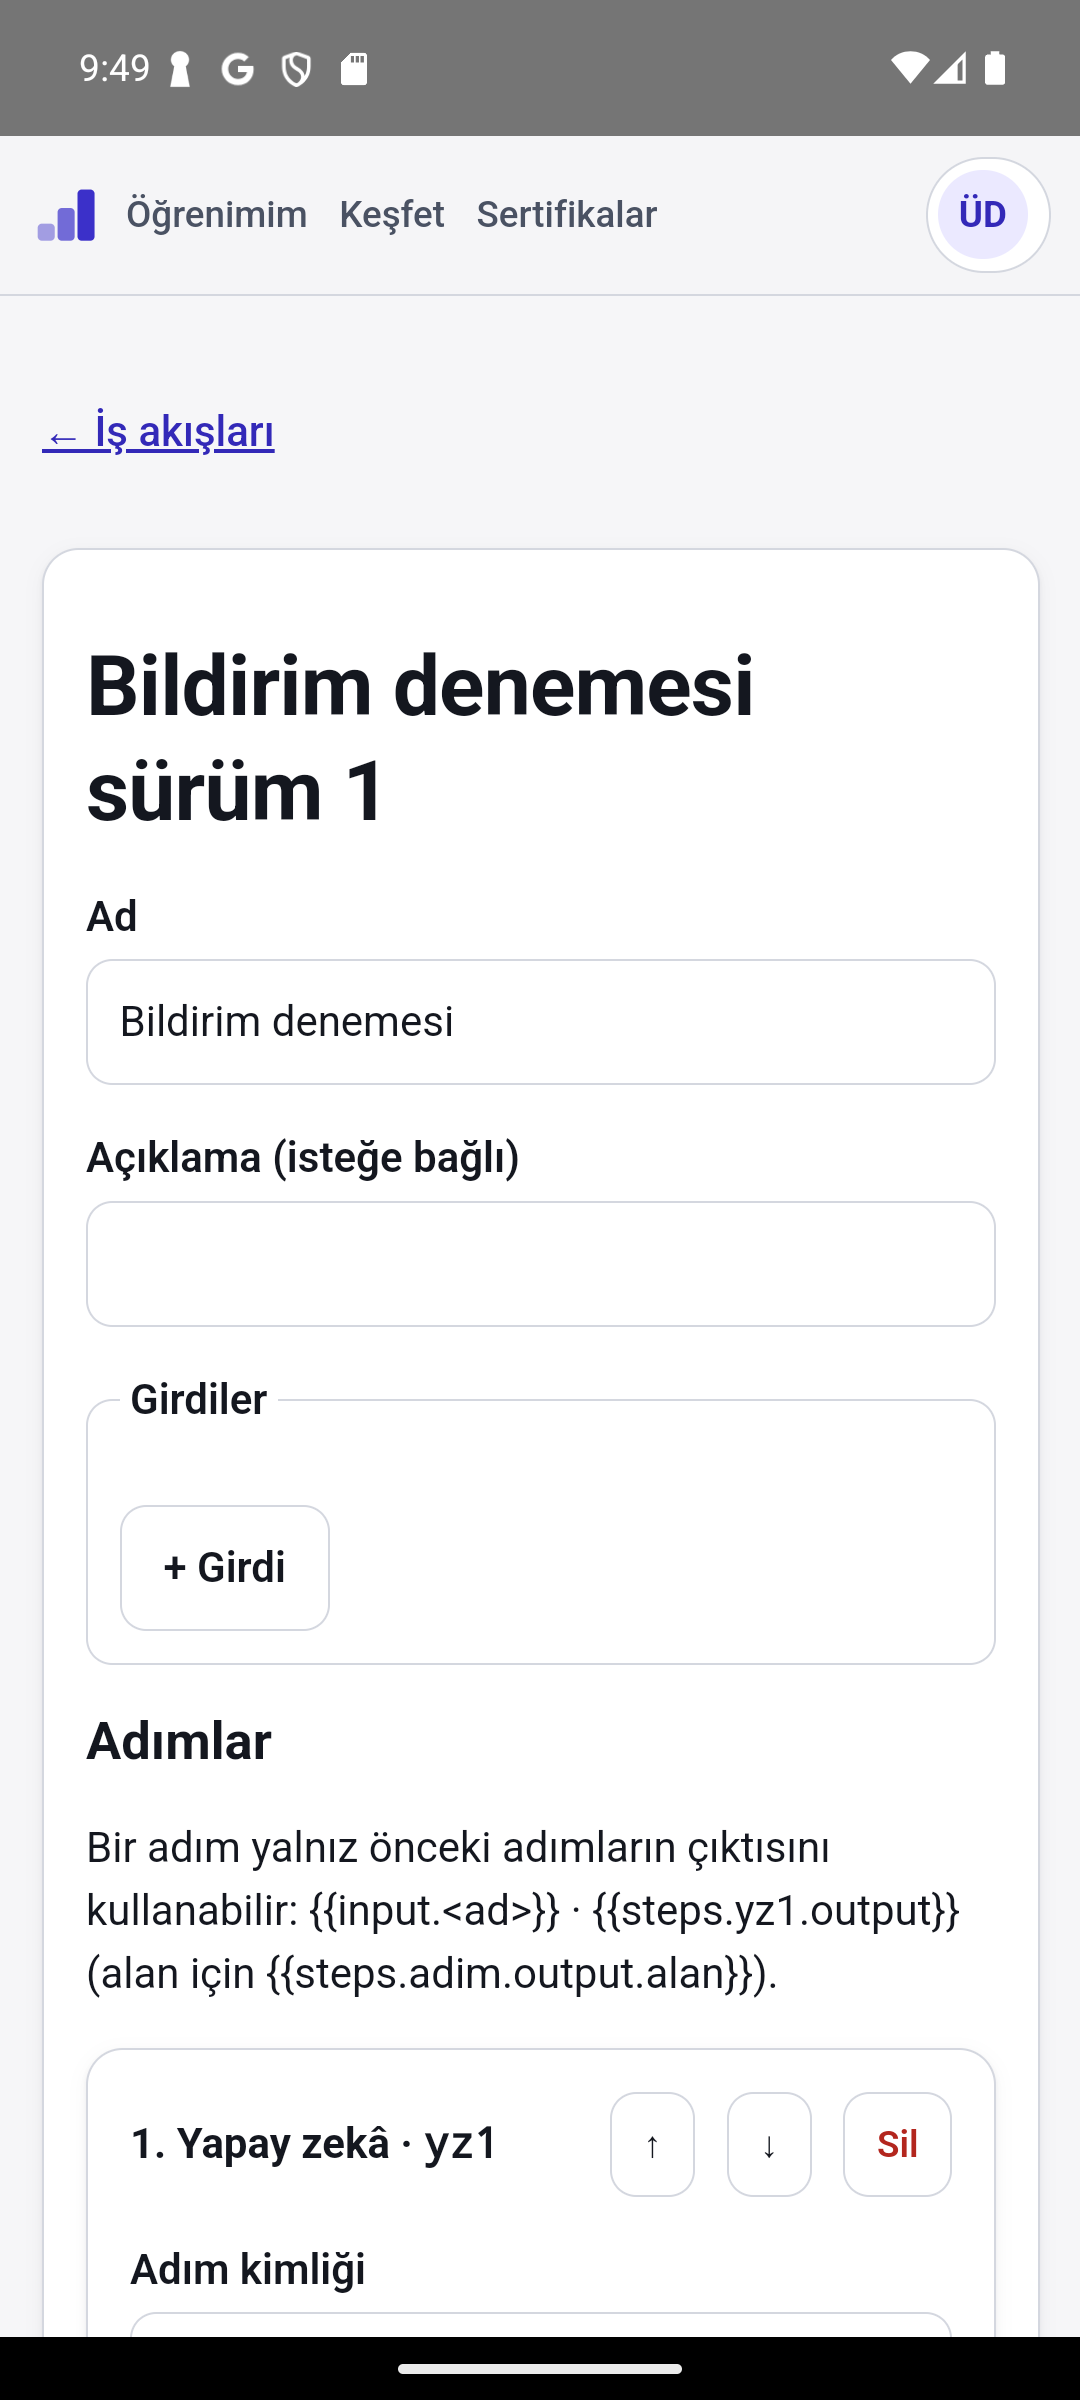 9:49
Öğrenimim Keşfet Sertifikalar ÜD
← İş akışları
Bildirim denemesi
sürüm 1
Ad
Bildirim denemesi
Açıklama (isteğe bağlı)
Girdiler
+ Girdi
Adımlar
Bir adım yalnız önceki adımların çıktısını
kullanabilir: {{input.<ad>}} · {{steps.yz1.output}}
(alan için {{steps.adim.output.alan}}).
1. Yapay zekâ · yz1 ↑ ↓ Sil
Adım kimliği